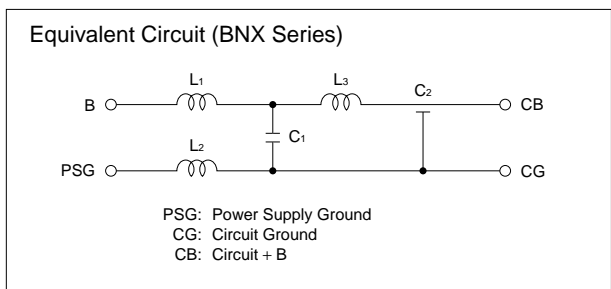 Equivalent Circuit (BNX Series)
L1 L3 C2
B CB
C1
L2
PSG CG
PSG: Power Supply Ground
CG: Circuit Ground
CB: Circuit + B